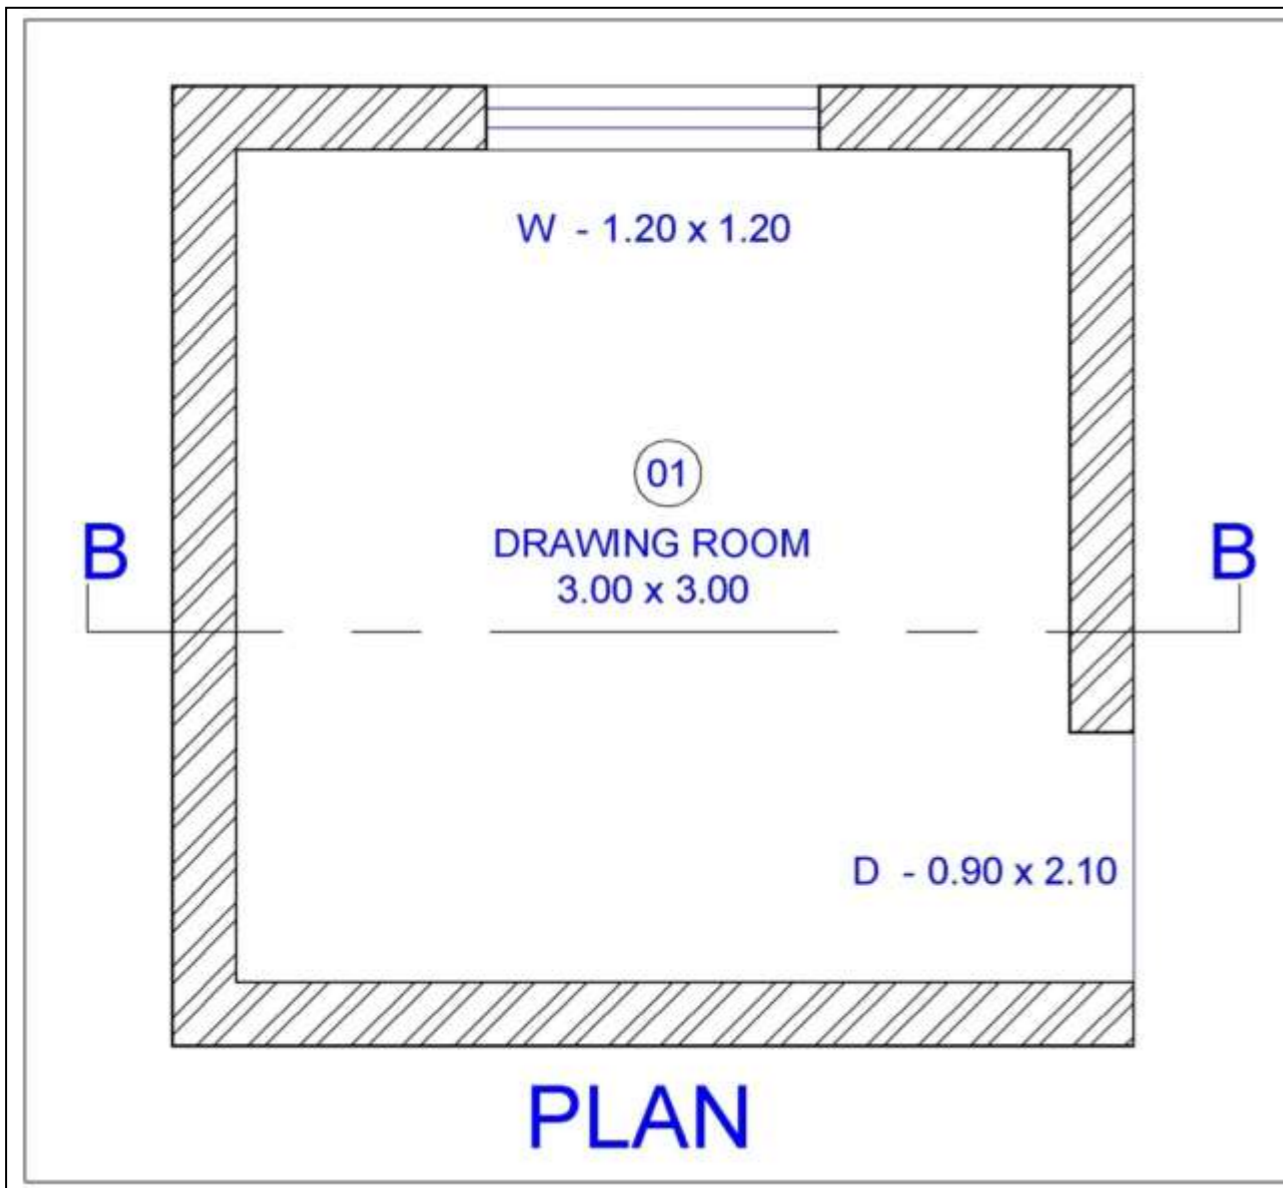 W - 1.20 x 1.20
01
DRAWING ROOM
3.00 x 3.00
B
B
D - 0.90 x 2.10
PLAN